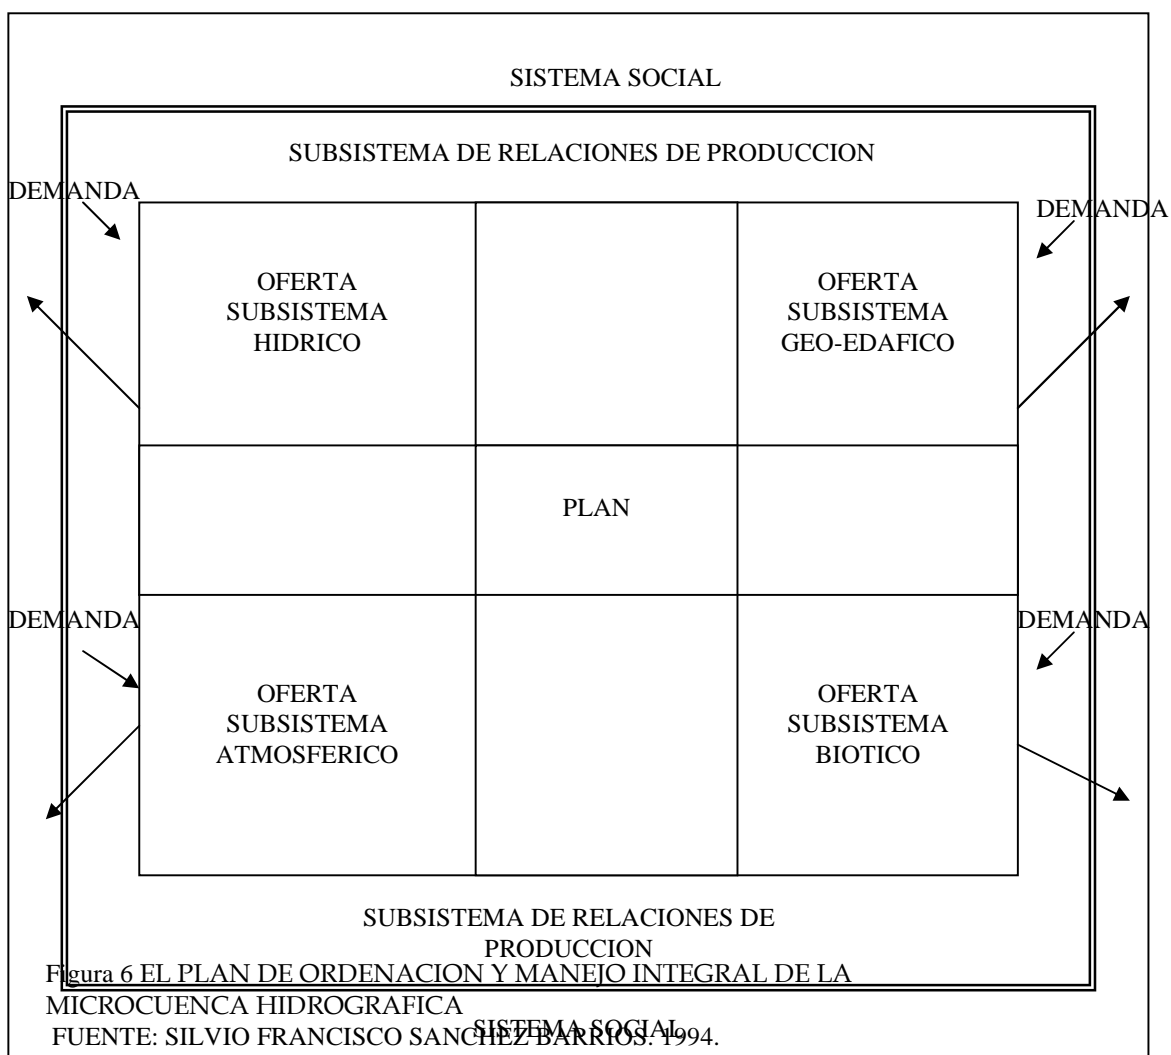 SISTEMA SOCIAL
SUBSISTEMA DE RELACIONES DE PRODUCCION
DEMANDA
DEMANDA
OFERTA
SUBSISTEMA
HIDRICO
OFERTA
SUBSISTEMA
GEO-EDAFICO
PLAN
DEMANDA
DEMANDA
OFERTA
SUBSISTEMA
ATMOSFERICO
OFERTA
SUBSISTEMA
BIOTICO
SUBSISTEMA DE RELACIONES DE
PRODUCCION
Figura 6 EL PLAN DE ORDENACION Y MANEJO INTEGRAL DE LA
MICROCUENCA HIDROGRAFICA
SISTEMA SOCIAL
FUENTE: SILVIO FRANCISCO SANCHEZ BARRIOS. 1994.